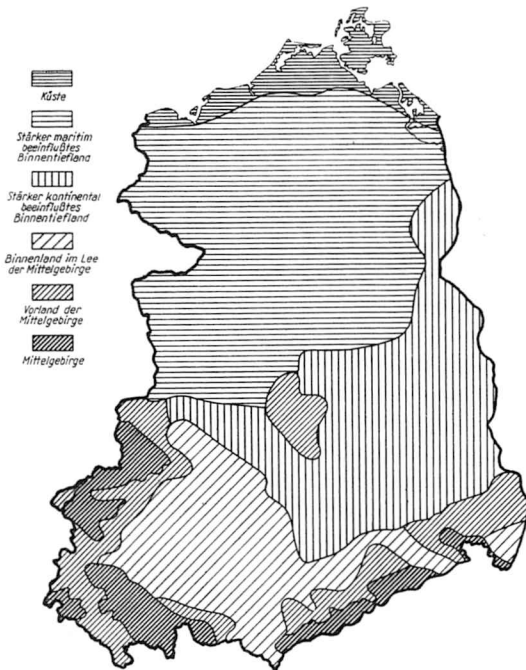 Küste
Stärker maritim
beeinflußtes
Binnentiefland
Stärker kontinental
beeinflußtes
Binnentiefland
Binnenland im Lee
der Mittelgebirge
Vorland der
Mittelgebirge
Mittelgebirge